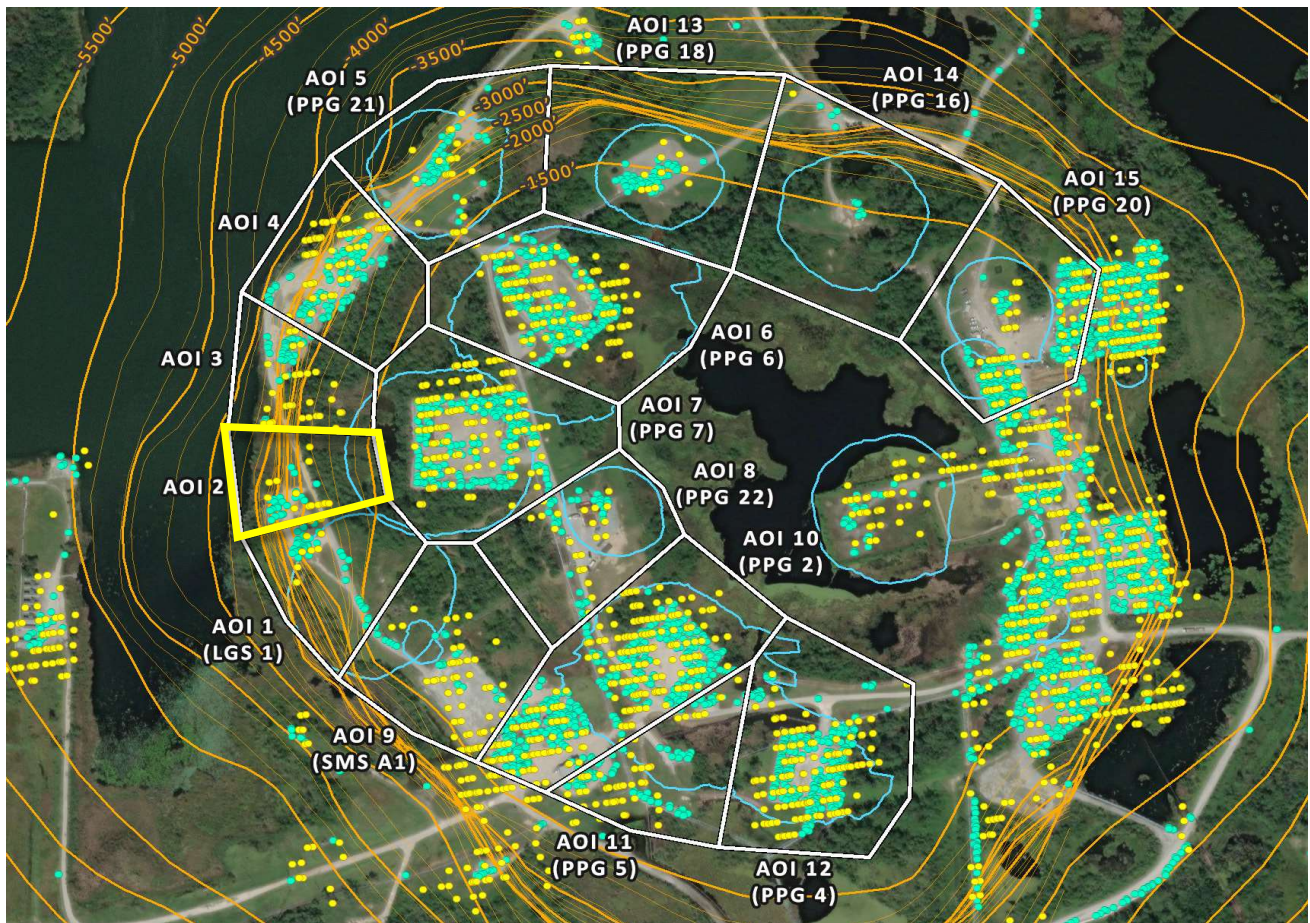 -5500'
-5000'
-4500'
-4000'
-3500'
-3000'
-2500'
-2000'
-1500'
AOI 13
(PPG 18)
AOI 14
(PPG 16)
AOI 5
(PPG 21)
AOI 15
(PPG 20)
AOI 4
AOI 3
AOI 6
(PPG 6)
AOI 7
(PPG 7)
AOI 2
AOI 8
(PPG 22)
AOI 10
(PPG 2)
AOI 1
(LGS 1)
AOI 9
(SMS A1)
AOI 11
(PPG 5)
AOI 12
(PPG 4)